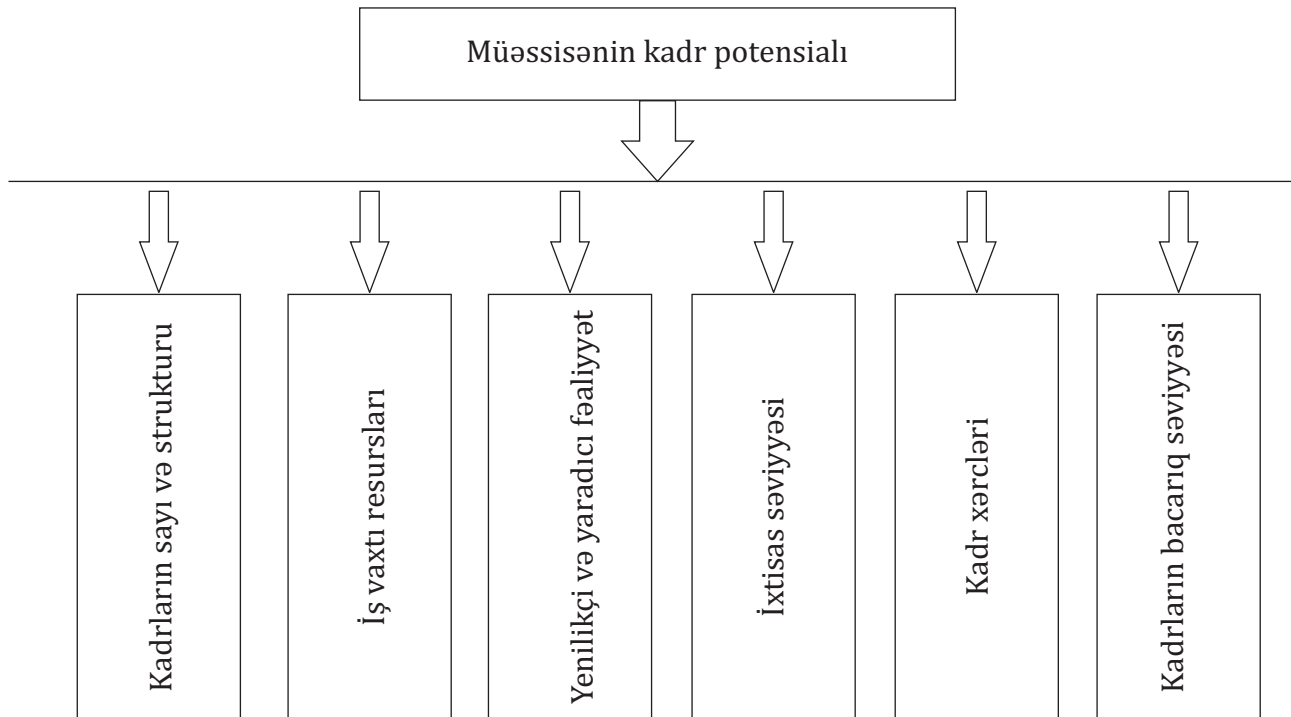 Müəssisənin kadr potensialı
Kadrların sayı və strukturu
İş vaxtı resursları
Yenilikçi və yaradıcı fəaliyyət
İxtisas səviyyəsi
Kadr xərcləri
Kadrların bacarıq səviyyəsi